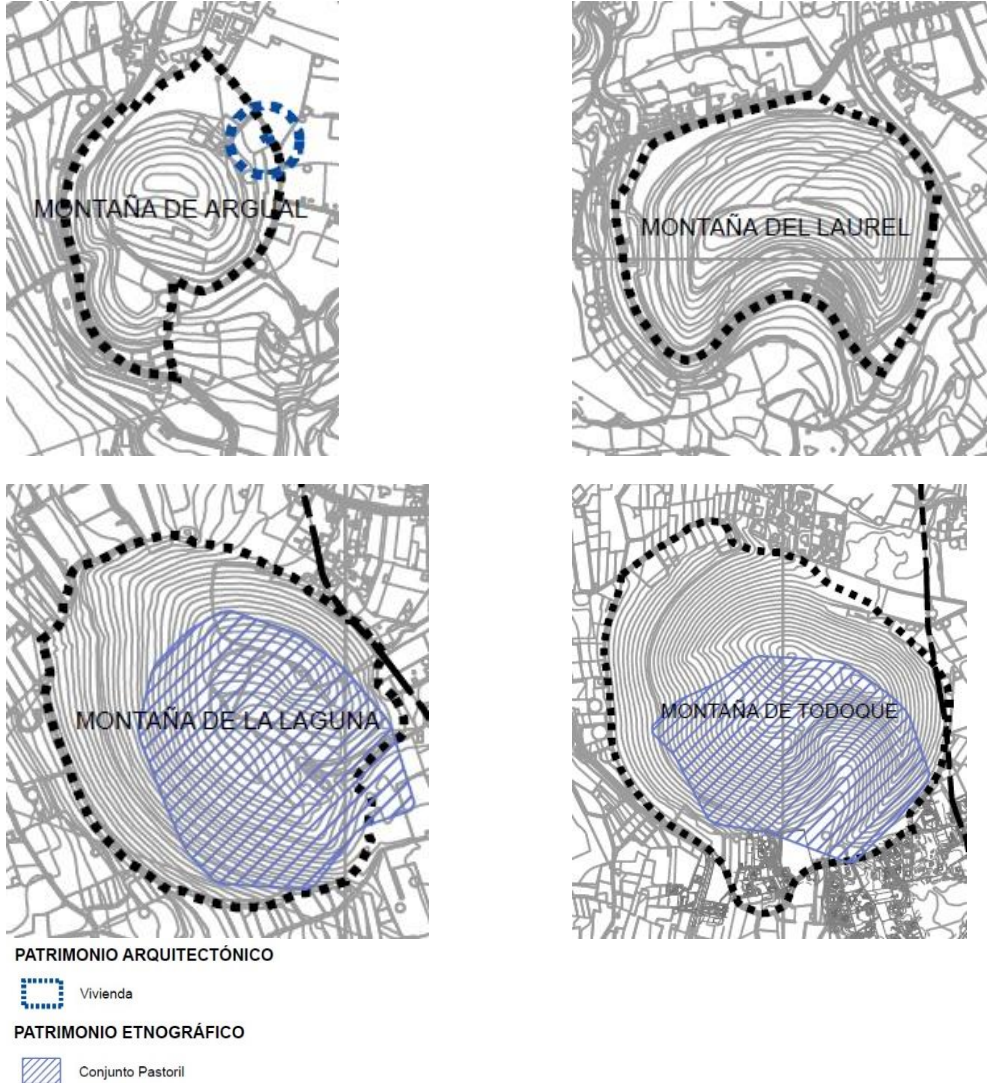 MONTAÑA DE ARGUAL
MONTAÑA DEL LAUREL
MONTAÑA DE LA LAGUNA
MONTAÑA DE TODOQUE
PATRIMONIO ARQUITECTÓNICO
Vivienda
PATRIMONIO ETNOGRÁFICO
Conjunto Pastoril